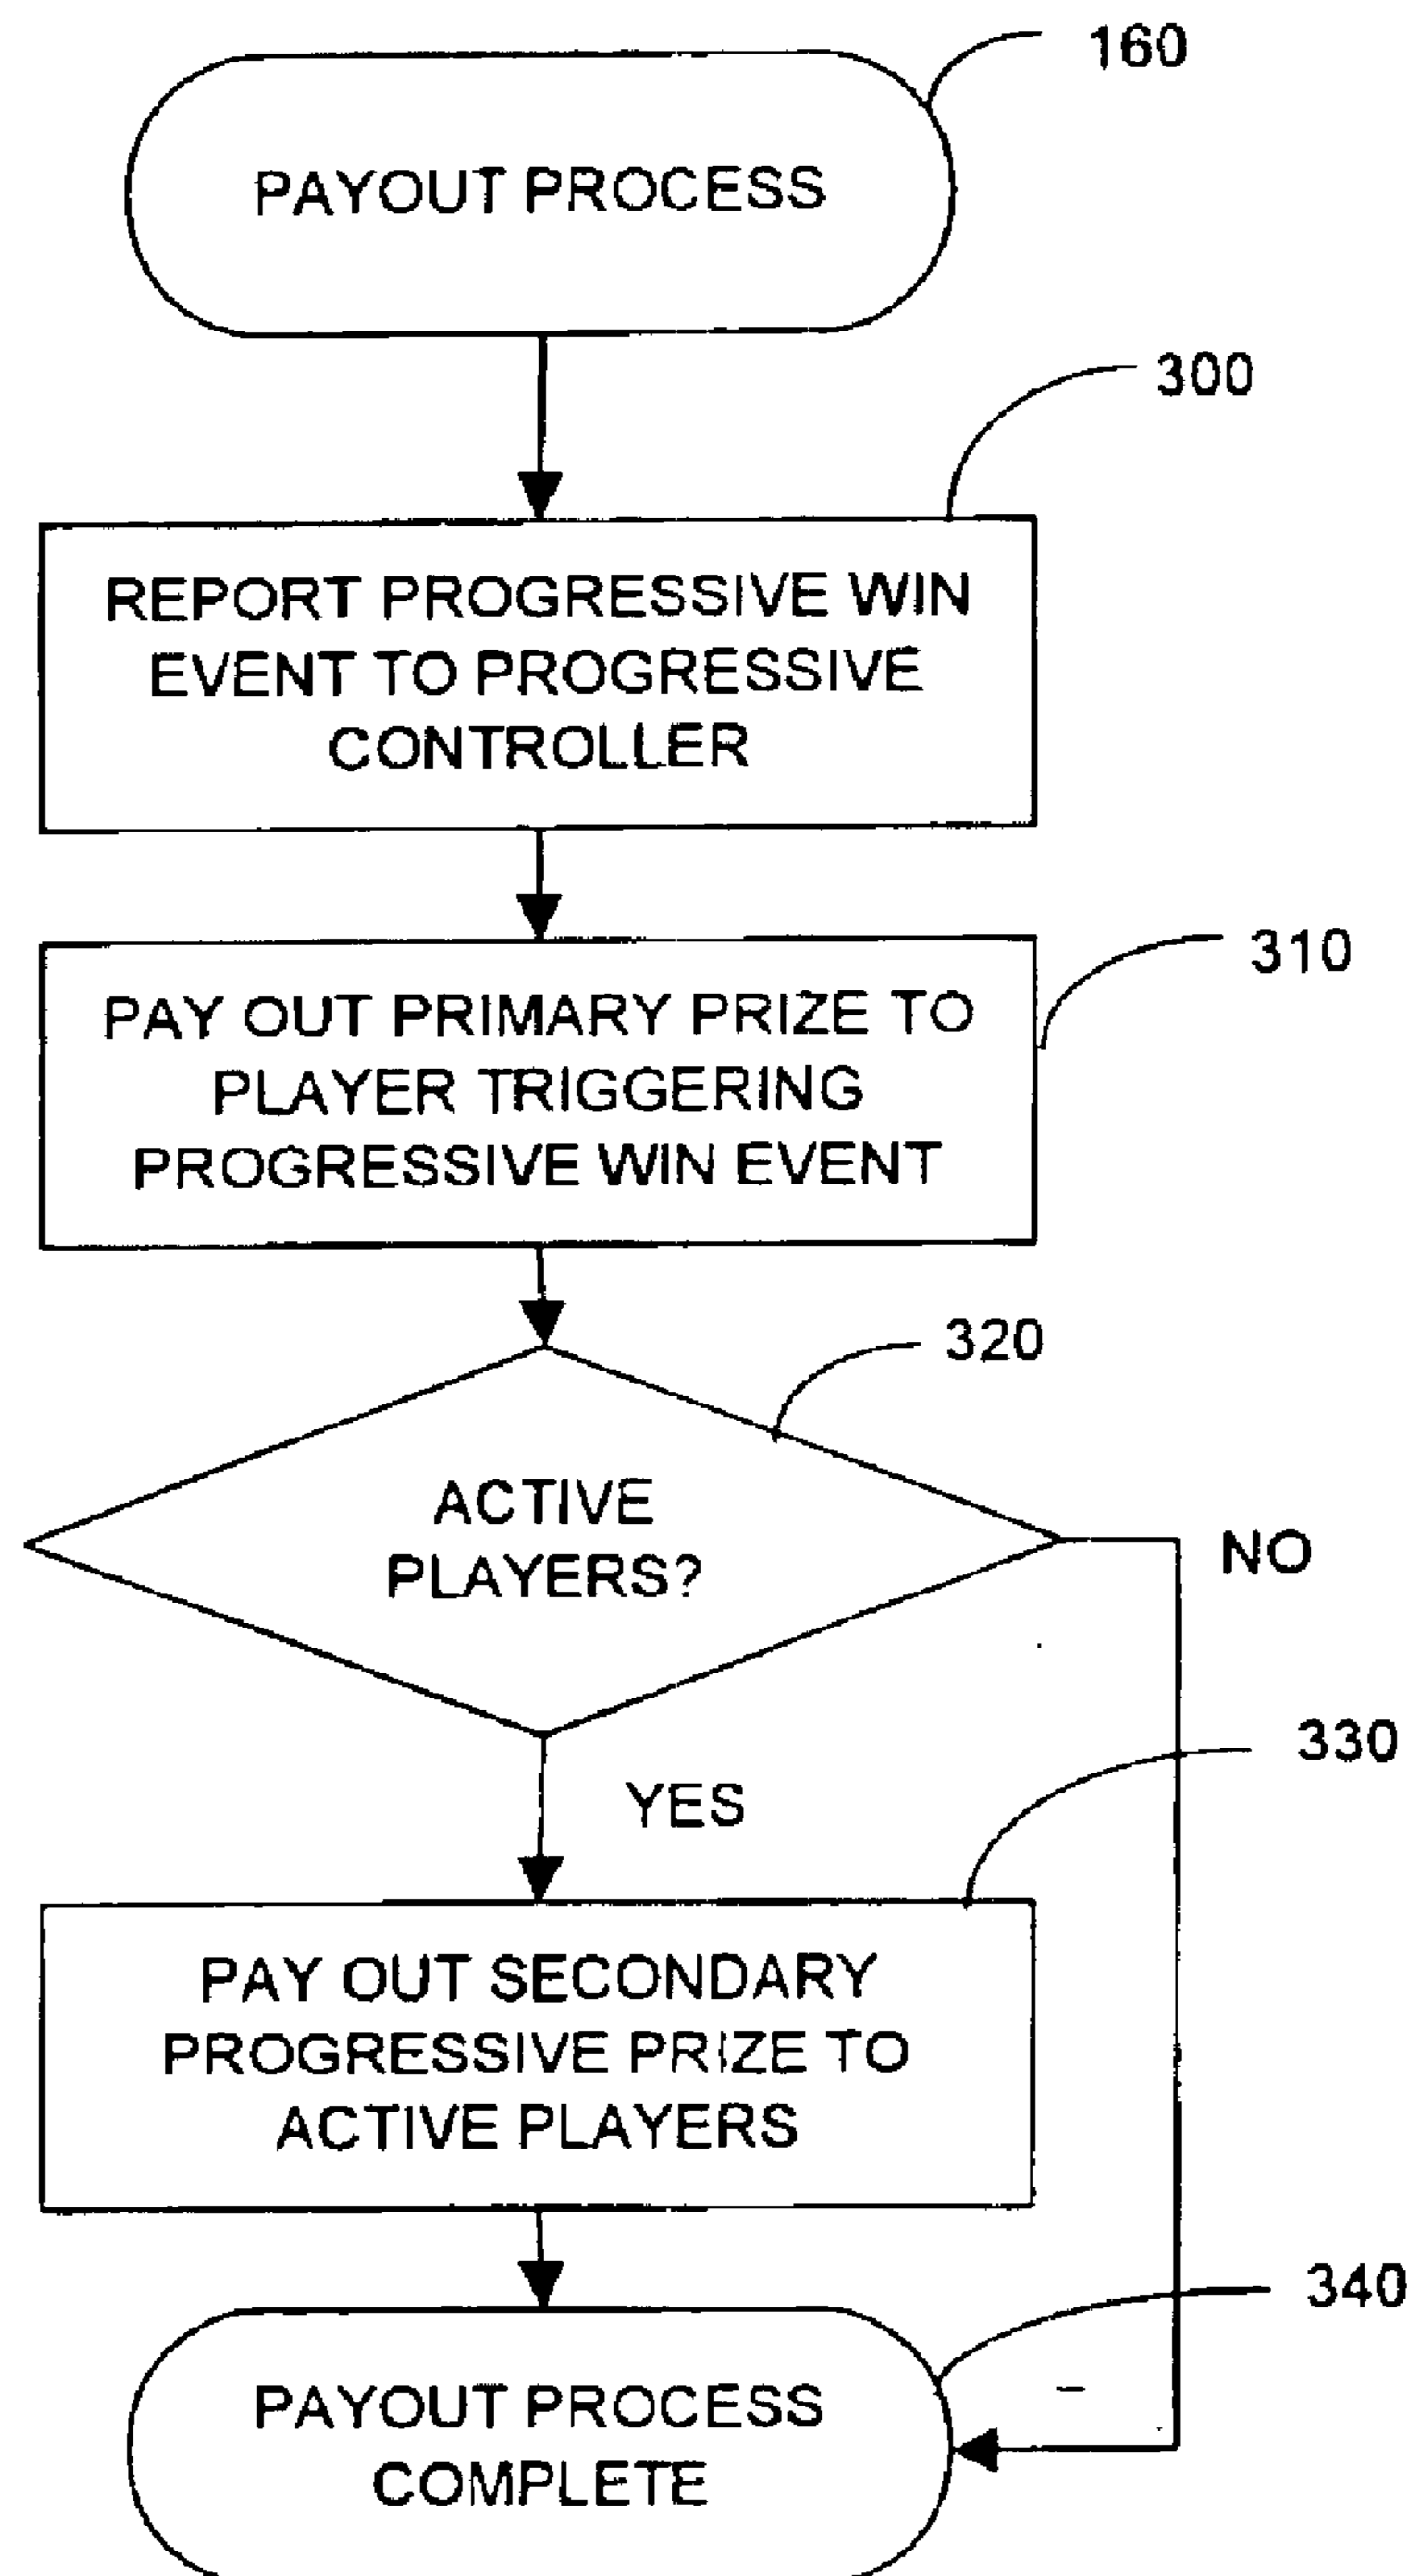 160
PAYOUT PROCESS
300
REPORT PROGRESSIVE WIN
EVENT TO PROGRESSIVE
CONTROLLER
310
PAY OUT PRIMARY PRIZE TO
PLAYER TRIGGERING
PROGRESSIVE WIN EVENT
320
ACTIVE
PLAYERS?
NO
330
YES
PAY OUT SECONDARY
PROGRESSIVE PRIZE TO
ACTIVE PLAYERS
340
PAYOUT PROCESS
COMPLETE